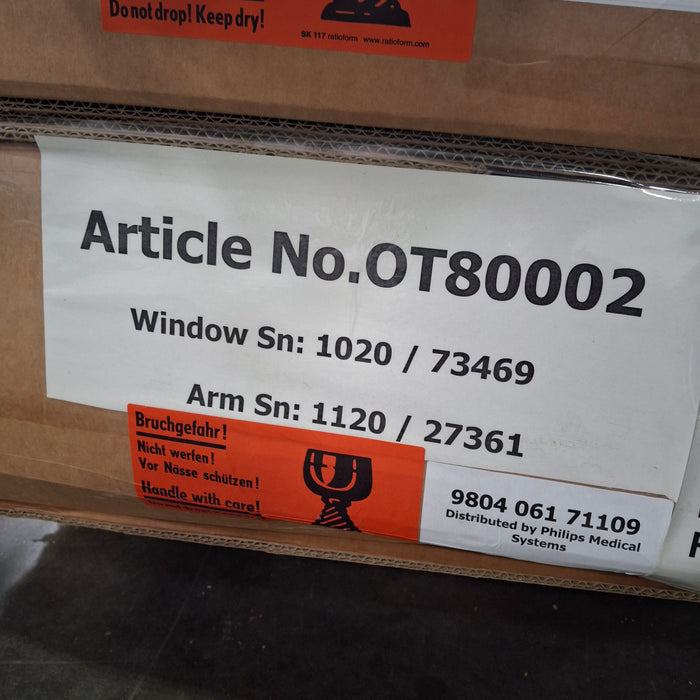 Do not drop! Keep dry!
SK 117 ratioform www.ratioform.com
Article No.OT80002
Window Sn: 1020 / 73469
Arm Sn: 1120 / 27361
Bruchgefahr!
Nicht werfen!
Vor Nässe schützen!
Handle with care!
9804 061 71109
Distributed by Philips Medical
Systems